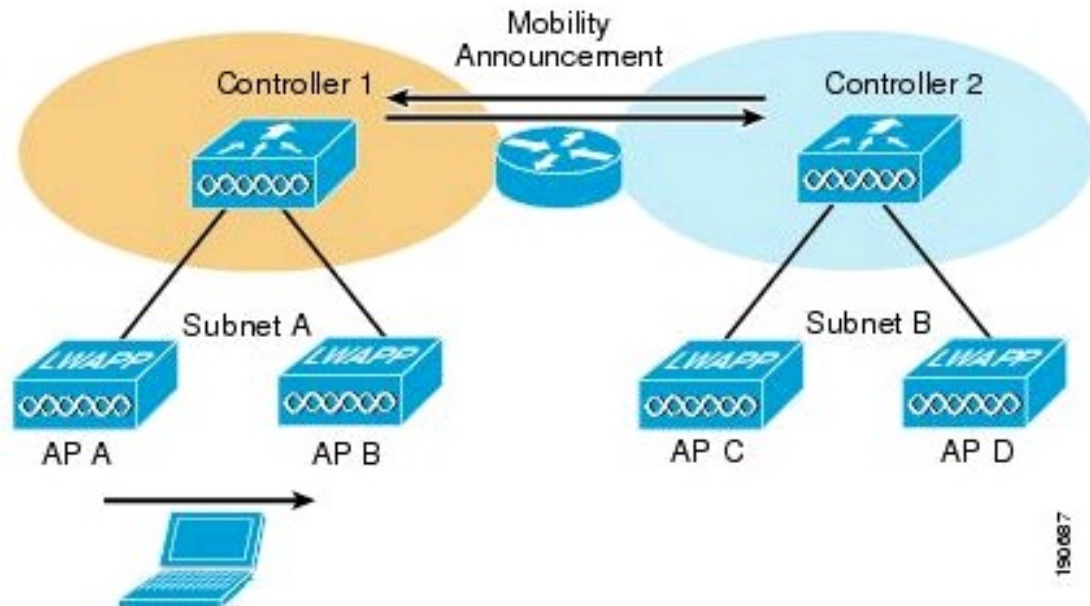 Mobility
Announcement
Controller 1
Controller 2
Subnet A
Subnet B
LWAPP
LWAPP
LWAPP
LWAPP
AP A
AP B
AP C
AP D
190687